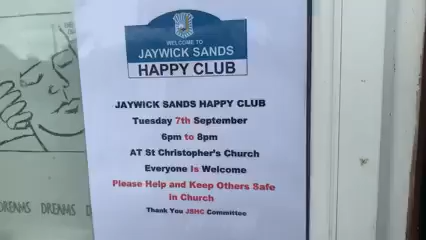 WELCOME TO
JAYWICK SANDS
HAPPY CLUB
JAYWICK SANDS HAPPY CLUB
Tuesday 7th September
6pm to 8pm
AT St Christopher's Church
Everyone Is Welcome
Please Help and Keep Others Safe
in Church
Thank You JSHC Committee
DREAMS DREAMS D